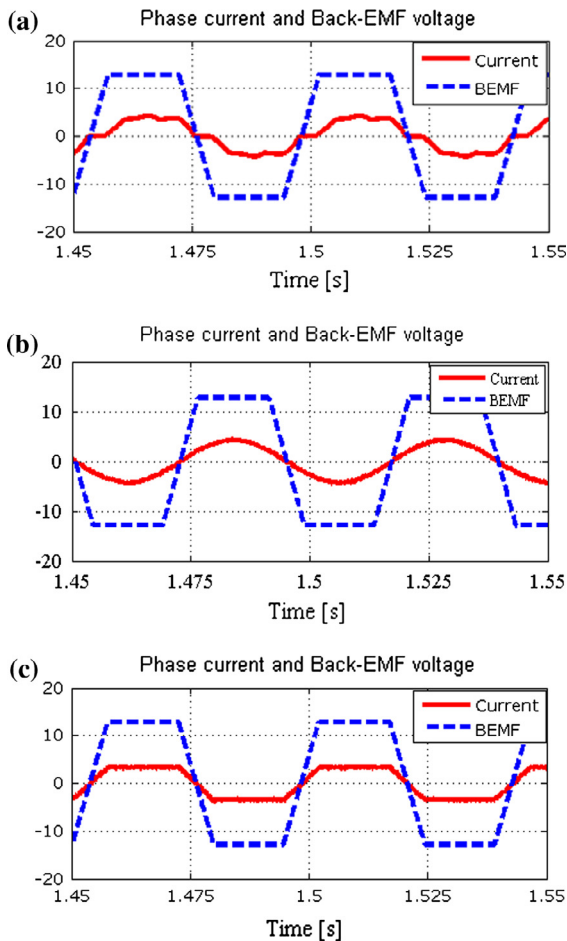 (a)
Phase current and Back-EMF voltage
20
10
0
-10
-20
Current
BEMF
1.45 1.475 1.5 1.525 1.55
Time [s]
(b)
Phase current and Back-EMF voltage
20
10
0
-10
-20
Current
BEMF
1.45 1.475 1.5 1.525 1.55
Time [s]
(c)
Phase current and Back-EMF voltage
20
10
0
-10
-20
Current
BEMF
1.45 1.475 1.5 1.525 1.55
Time [s]